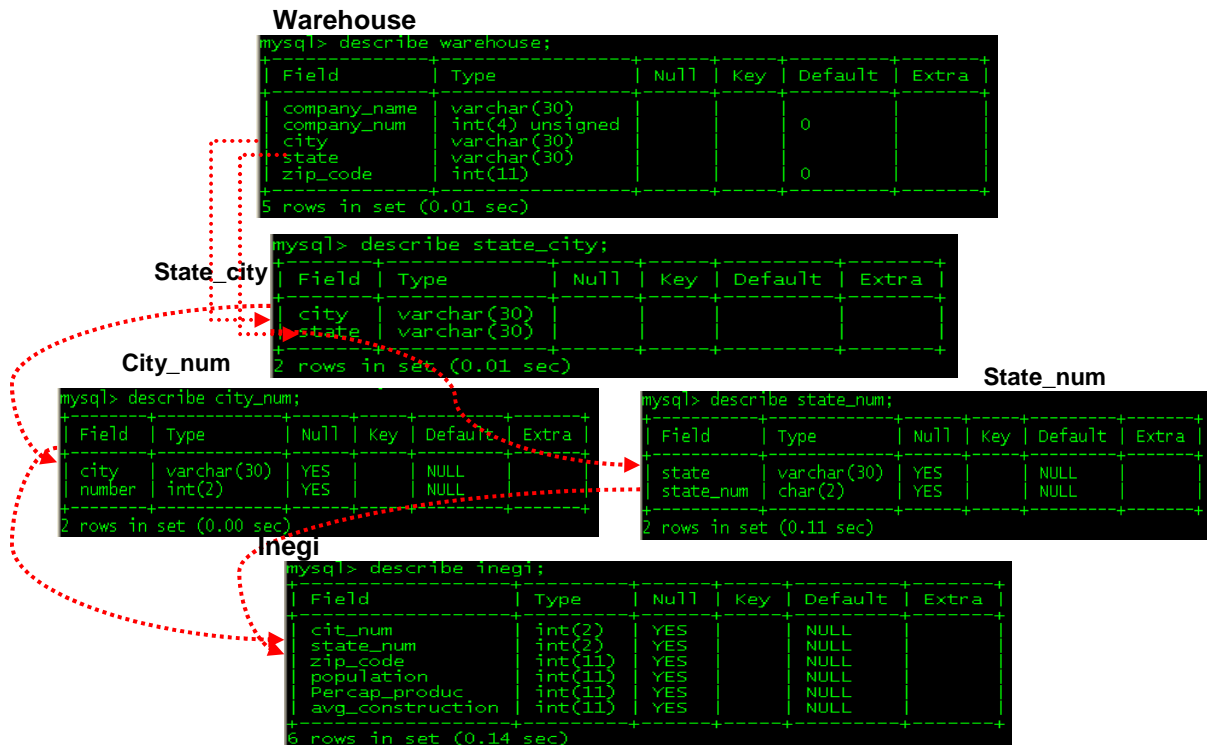 Warehouse
mysql> describe warehouse;
| Field | Type | Null | Key | Default | Extra |
| company_name | varchar(30) | | | | |
| company_num | int(4) unsigned | | | 0 | |
| city | varchar(30) | | | | |
| state | varchar(30) | | | | |
| zip_code | int(11) | | | 0 | |
5 rows in set (0.01 sec)
State_city
mysql> describe state_city;
| Field | Type | Null | Key | Default | Extra |
| city | varchar(30) | | | | |
| state | varchar(30) | | | | |
2 rows in set (0.01 sec)
City_num
mysql> describe city_num;
| Field | Type | Null | Key | Default | Extra |
| city | varchar(30) | YES | | NULL | |
| number | int(2) | YES | | NULL | |
2 rows in set (0.00 sec)
State_num
mysql> describe state_num;
| Field | Type | Null | Key | Default | Extra |
| state | varchar(30) | YES | | NULL | |
| state_num | char(2) | YES | | NULL | |
2 rows in set (0.11 sec)
Inegi
mysql> describe inegi;
| Field | Type | Null | Key | Default | Extra |
| cit_num | int(2) | YES | | NULL | |
| state_num | int(2) | YES | | NULL | |
| zip_code | int(11) | YES | | NULL | |
| population | int(11) | YES | | NULL | |
| Percap_produc | int(11) | YES | | NULL | |
| avg_construction | int(11) | YES | | NULL | |
6 rows in set (0.14 sec)